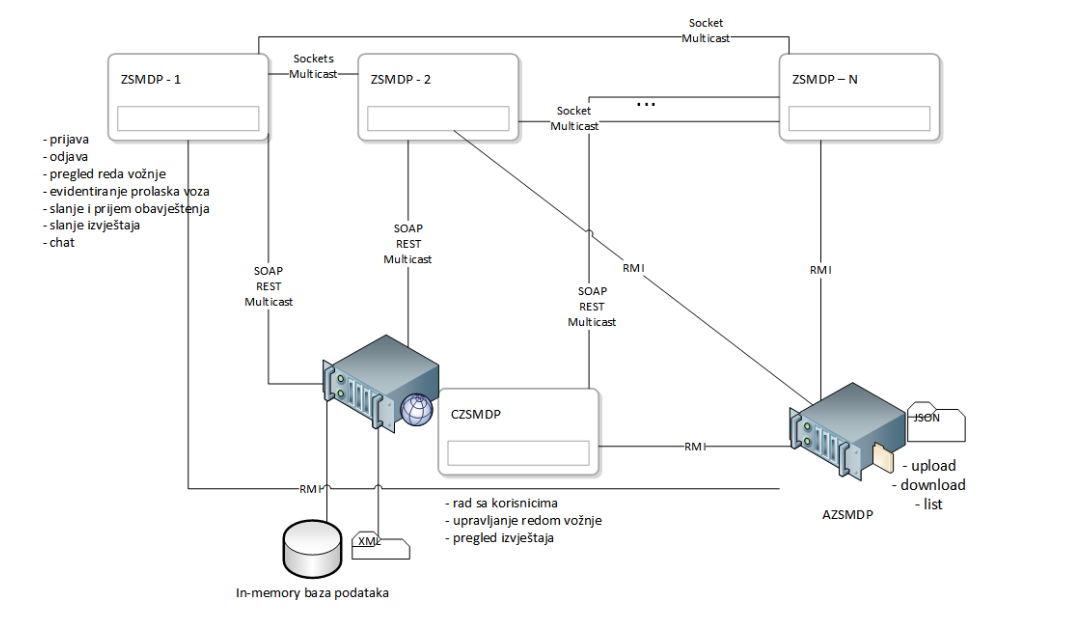 Socket
Multicast
Sockets
Multicast
ZSMDP - 1
ZSMDP - 2
ZSMDP – N
...
Socket
Multicast
- prijava
- odjava
- pregled reda vožnje
- evidentiranje prolaska voza
- slanje i prijem obavještenja
- slanje izvještaja
- chat
SOAP
REST
Multicast
SOAP
REST
Multicast
RMI
RMI
SOAP
REST
Multicast
CZSMDP
JSON
RMI
- upload
- download
- list
RMI
AZSMDP
- rad sa korisnicima
- upravljanje redom vožnje
- pregled izvještaja
XML
In-memory baza podataka